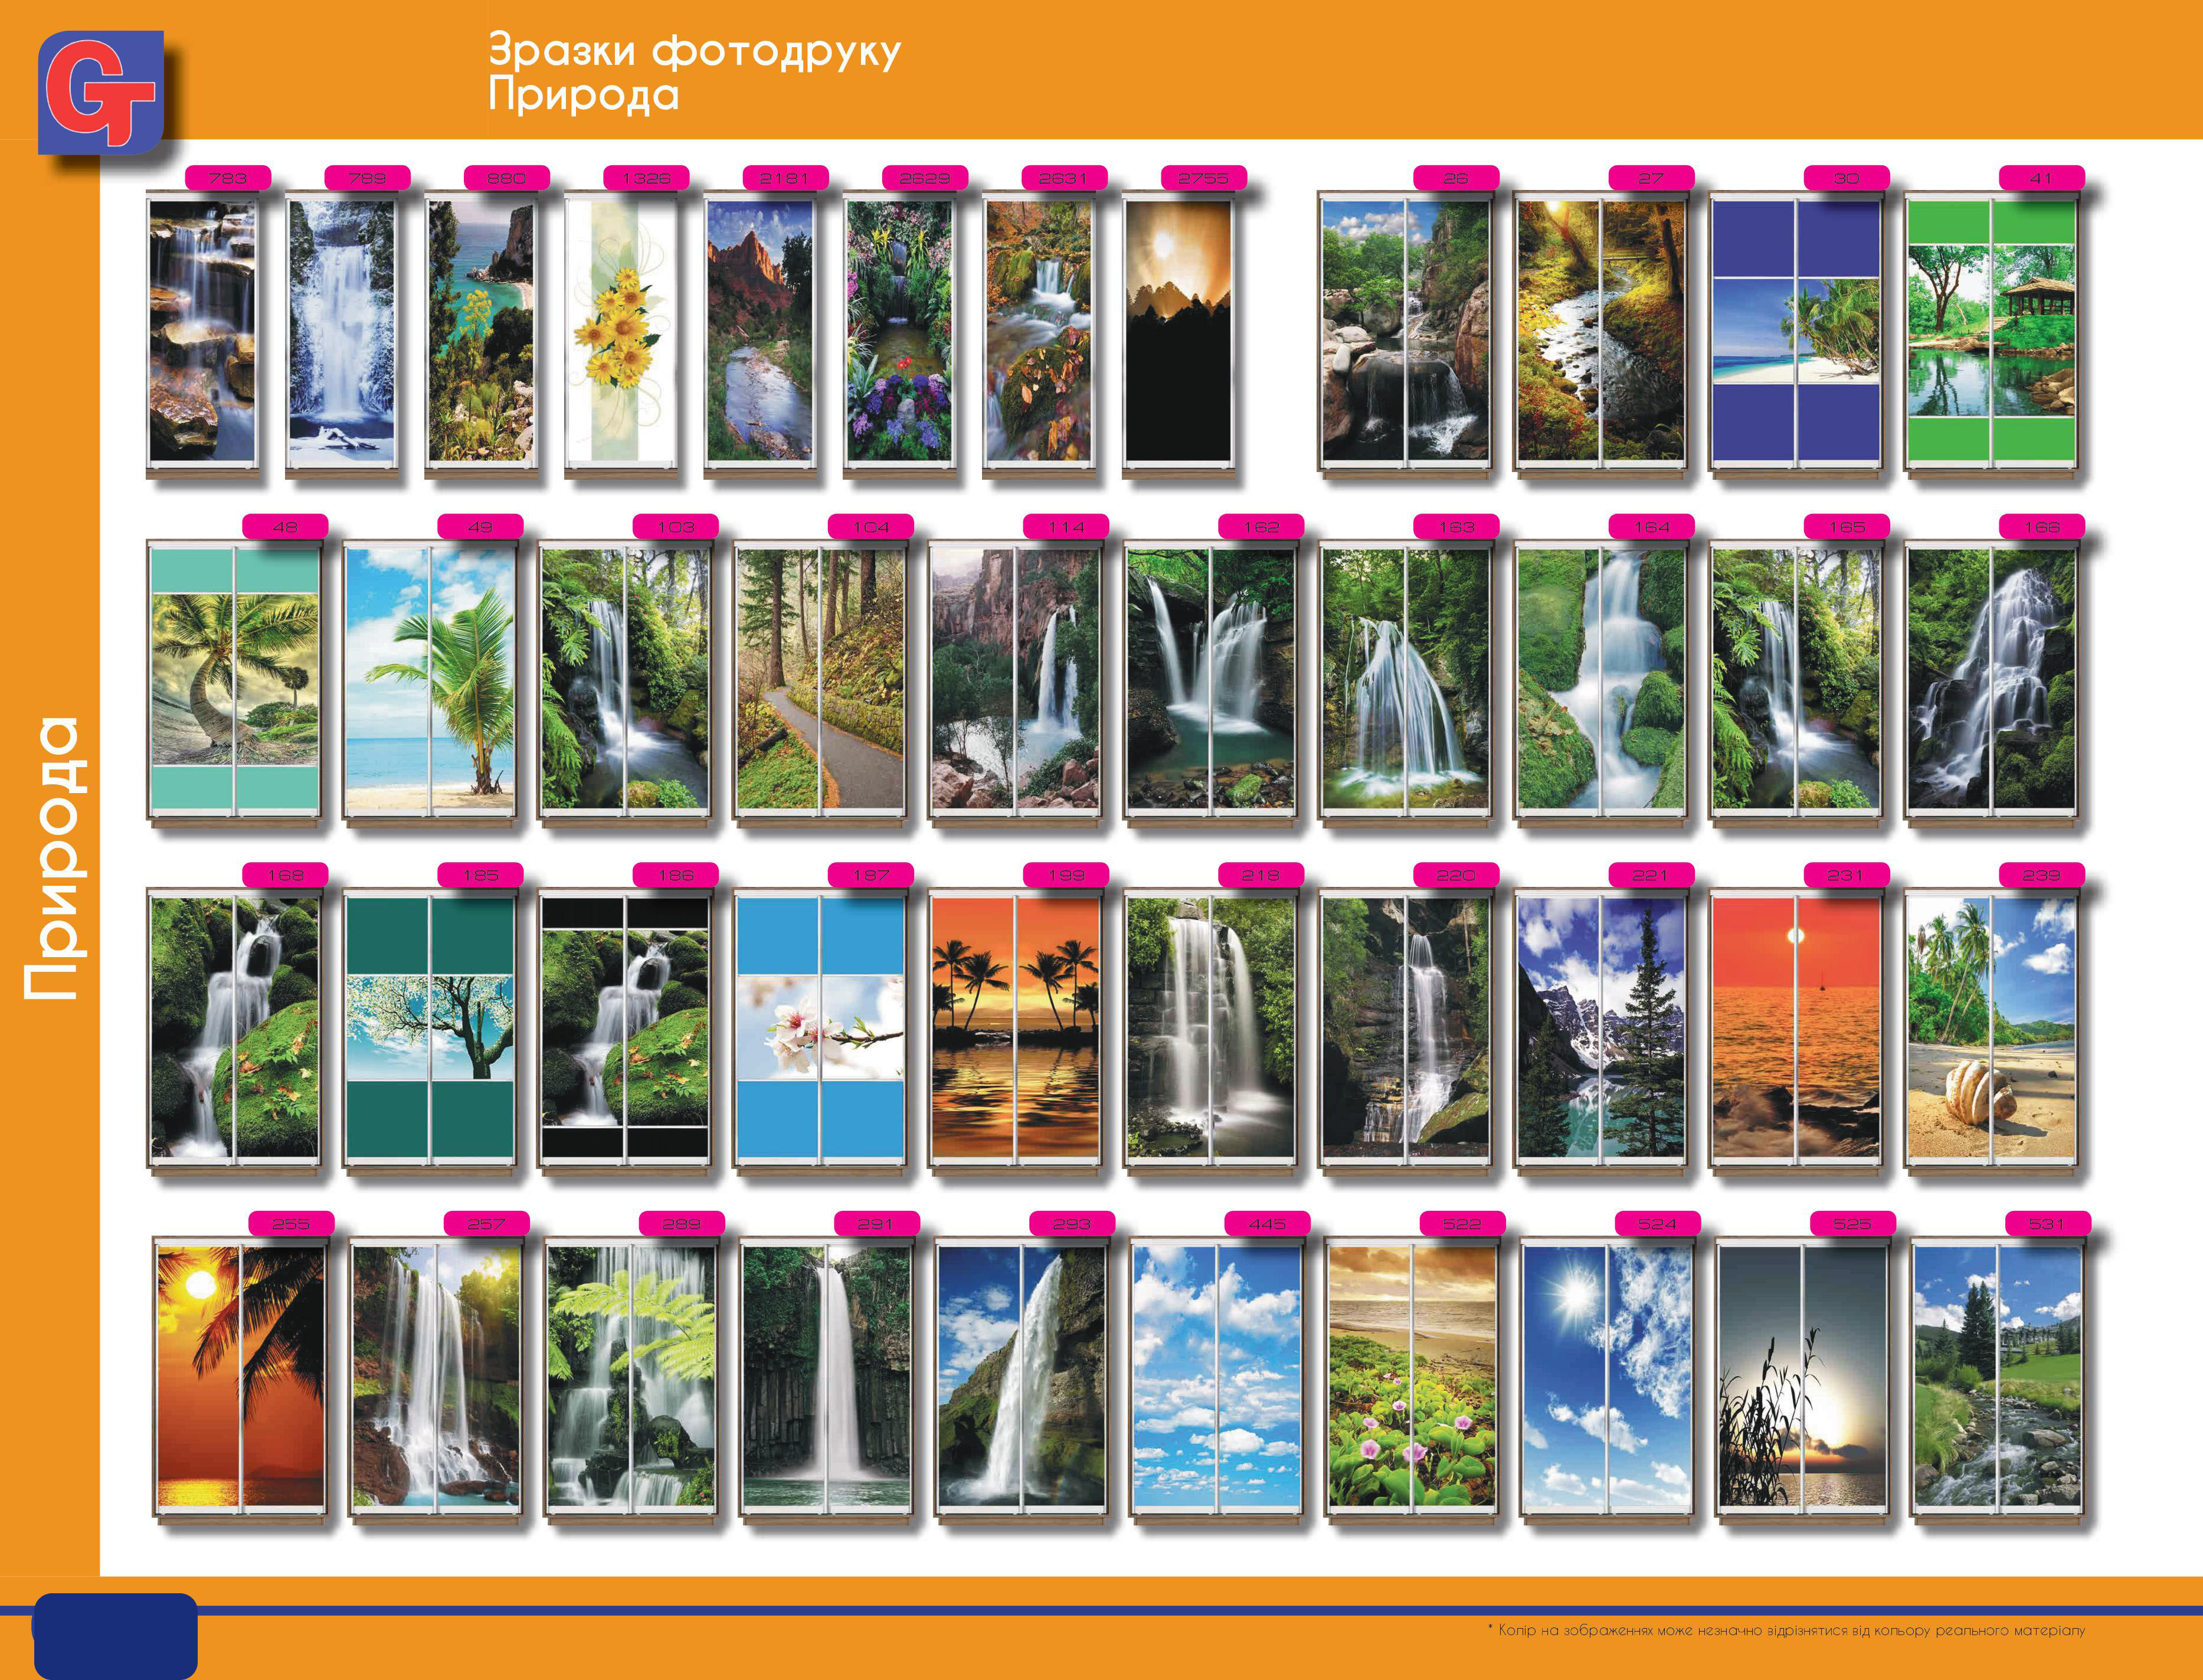 GT
Зразки фотодруку
Природа
783 789 880 1326 2181 2629 2631 2755 26 27 30 41
48 49 103 104 114 162 163 164 165 166
Природа
168 185 186 187 199 218 220 221 231 239
255 257 289 291 293 445 522 524 525 531
* Колір на зображеннях може незначно відрізнятися від кольору реального матеріалу